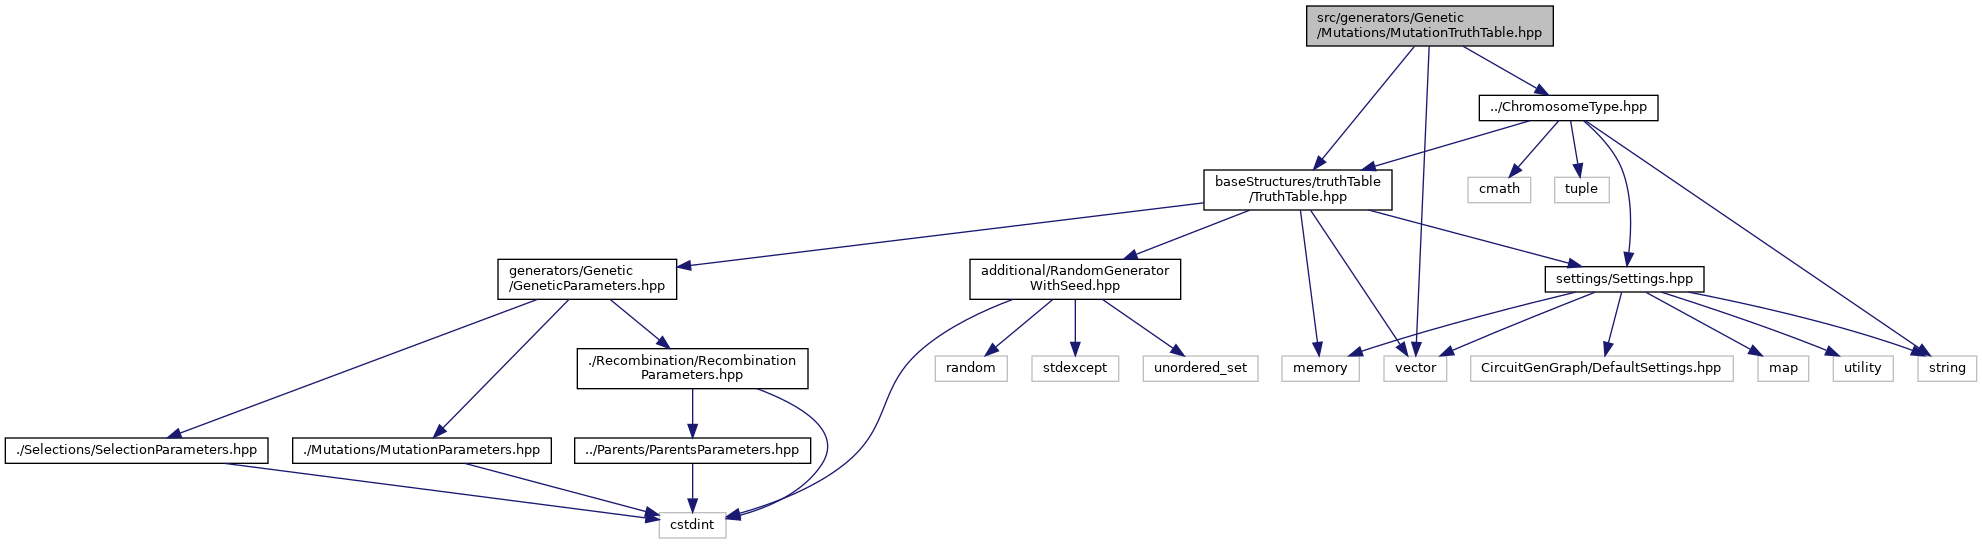 src/generators/Genetic
/Mutations/MutationTruthTable.hpp
../ChromosomeType.hpp
baseStructures/truthTable
/TruthTable.hpp
cmath
tuple
generators/Genetic
/GeneticParameters.hpp
additional/RandomGenerator
WithSeed.hpp
settings/Settings.hpp
./Recombination/Recombination
Parameters.hpp
random
stdexcept
unordered_set
memory
vector
CircuitGenGraph/DefaultSettings.hpp
map
utility
string
./Selections/SelectionParameters.hpp
./Mutations/MutationParameters.hpp
../Parents/ParentsParameters.hpp
cstdint